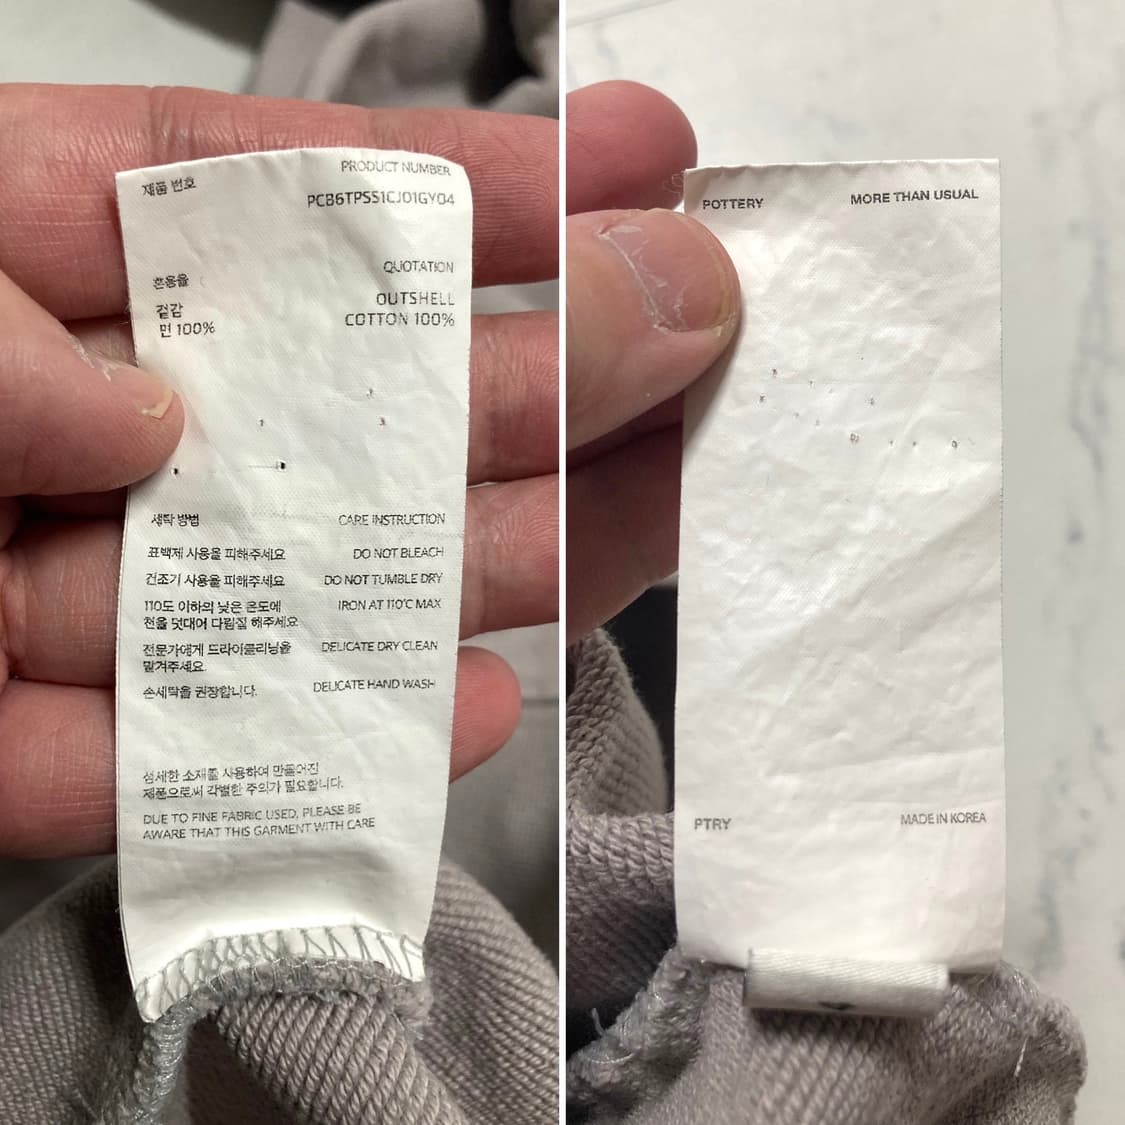 제품 번호
PRODUCT NUMBER
PCB6TPSS1CJ01GY04
혼용율
QUOTATION
겉감
OUTSHELL
면 100%
COTTON 100%
세탁 방법
CARE INSTRUCTION
표백제 사용을 피해주세요
DO NOT BLEACH
건조기 사용을 피해주세요
DO NOT TUMBLE DRY
110도 이하의 낮은 온도에
천을 덧대어 다림질 해주세요
IRON AT 110°C MAX
전문가에게 드라이클리닝을
맡겨주세요.
DELICATE DRY CLEAN
손세탁을 권장합니다.
DELICATE HAND WASH
섬세한 소재를 사용하여 만들어진
제품으로써 각별한 주의가 필요합니다.
DUE TO FINE FABRIC USED, PLEASE BE
AWARE THAT THIS GARMENT WITH CARE
POTTERY
MORE THAN USUAL
PTRY
MADE IN KOREA